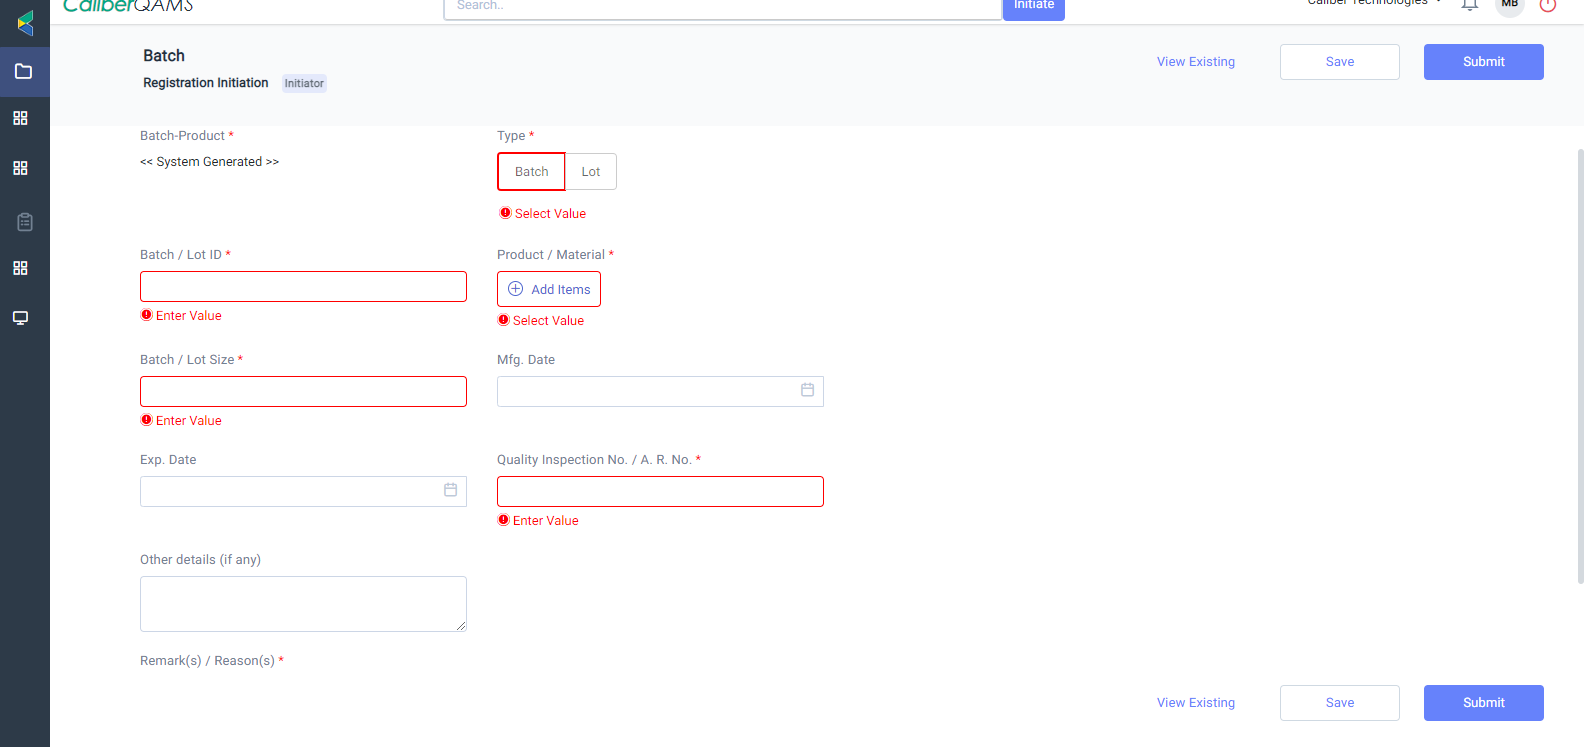 CaliberQAMS
Search..
Initiate
Caliber Technologies
MB
Batch
Registration Initiation
Initiator
View Existing
Save
Submit
Batch-Product *
<< System Generated >>
Type *
Batch
Lot
Select Value
Batch / Lot ID *
Enter Value
Product / Material *
Add Items
Select Value
Batch / Lot Size *
Enter Value
Mfg. Date
Exp. Date
Quality Inspection No. / A. R. No. *
Enter Value
Other details (if any)
Remark(s) / Reason(s) *
View Existing
Save
Submit